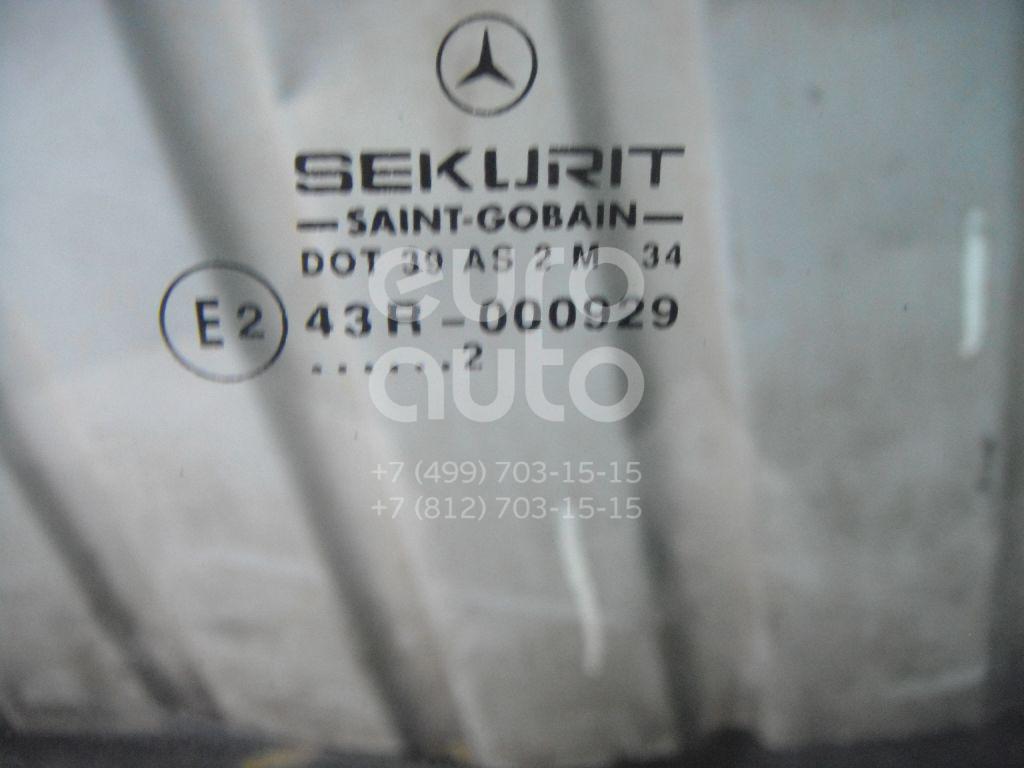 SEKURIT
—SAINT-GOBAIN—
DOT 39 AS 2 M 34
E2 43R-000929
......2
euro
auto
+7 (499) 703-15-15
+7 (812) 703-15-15